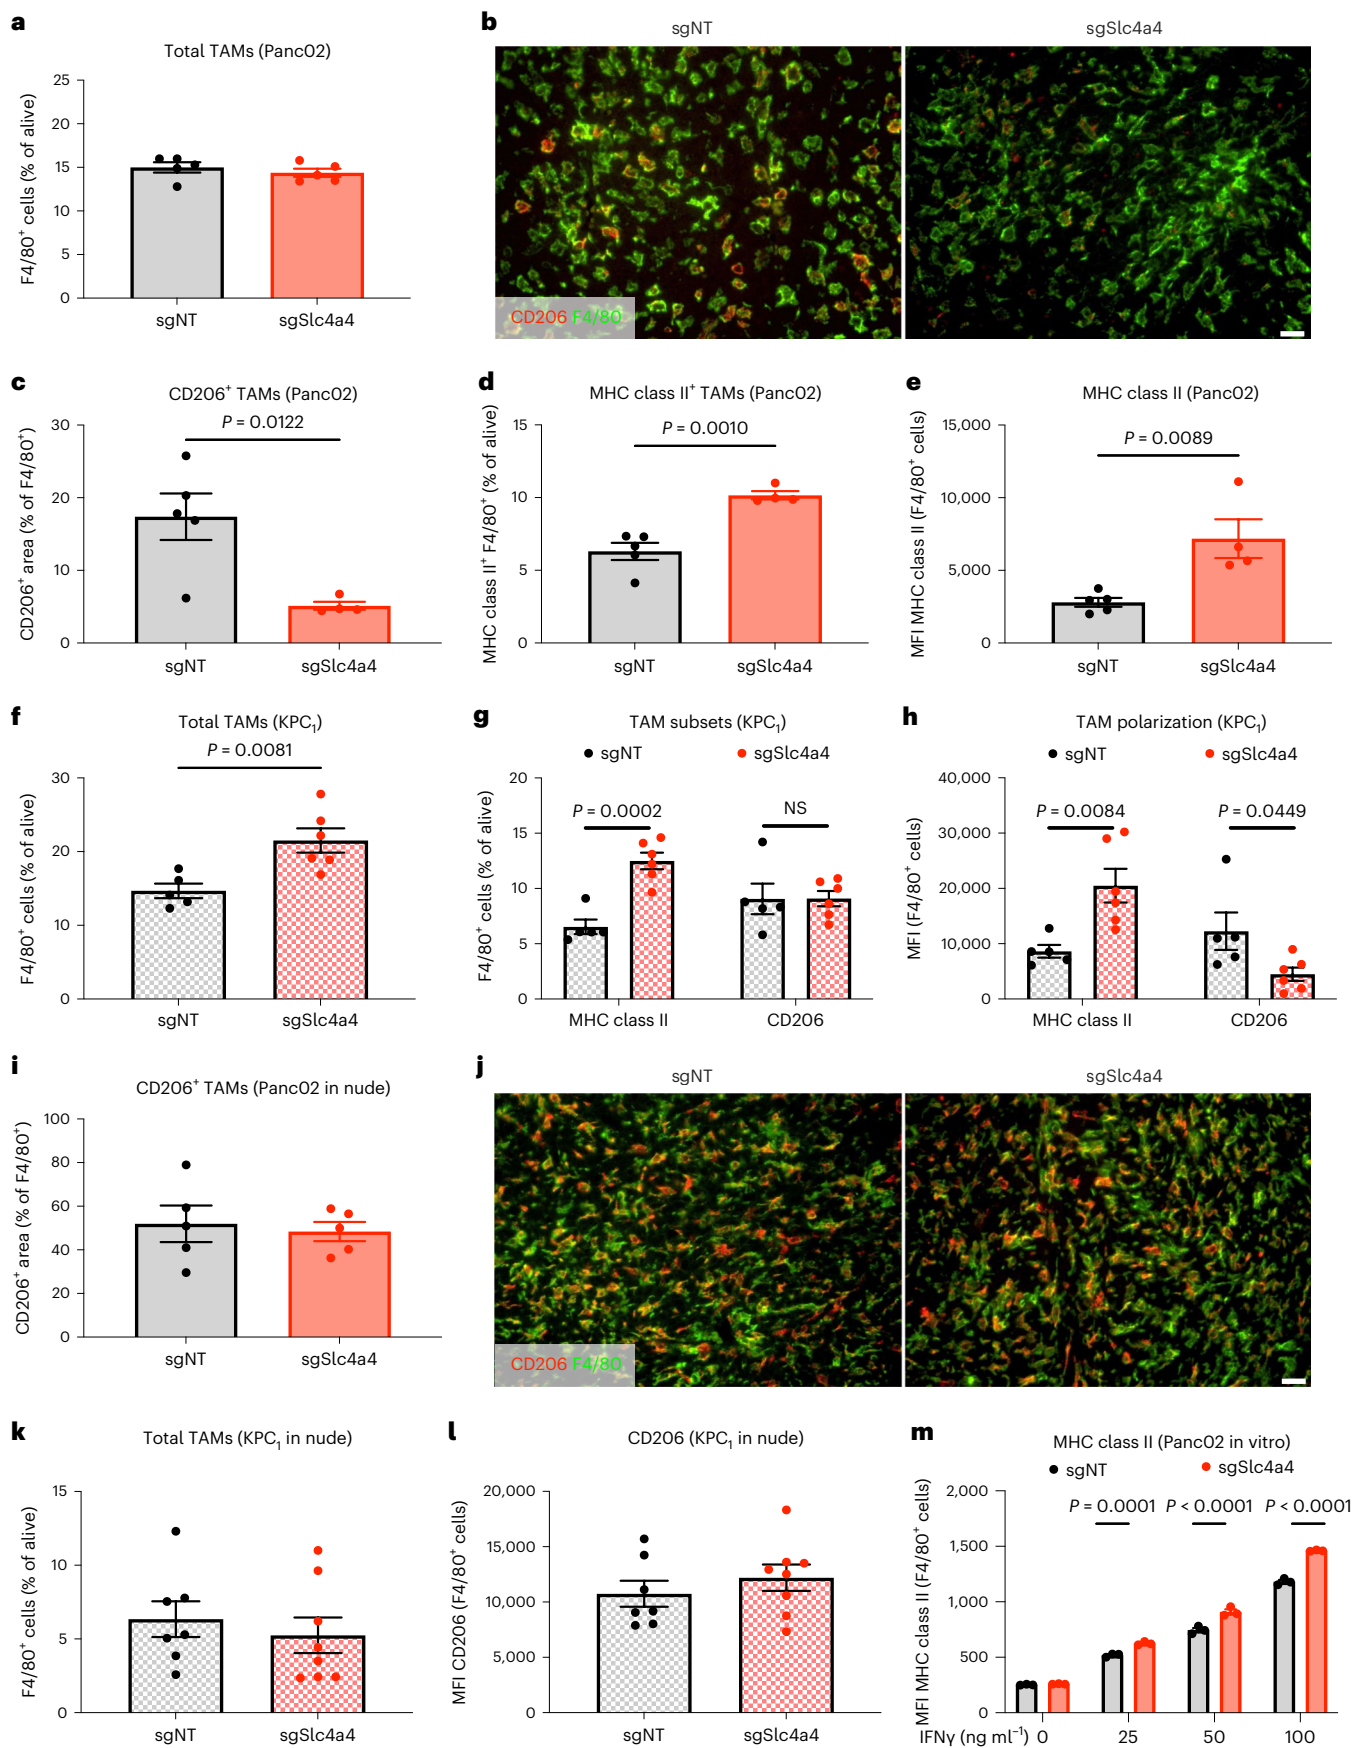 a
Total TAMs (Panc02)
F4/80⁺ cells (% of alive)
25
20
15
10
5
0
sgNT
sgSlc4a4
b
sgNT
sgSlc4a4
CD206 F4/80
c
CD206⁺ TAMs (Panc02)
P = 0.0122
CD206⁺ area (% of F4/80⁺)
30
20
10
0
sgNT
sgSlc4a4
d
MHC class II⁺ TAMs (Panc02)
P = 0.0010
MHC class II⁺ F4/80⁺ (% of alive)
15
10
5
0
sgNT
sgSlc4a4
e
MHC class II (Panc02)
P = 0.0089
MFI MHC class II (F4/80⁺ cells)
15,000
10,000
5,000
0
sgNT
sgSlc4a4
f
Total TAMs (KPC₁)
P = 0.0081
F4/80⁺ cells (% of alive)
30
20
10
0
sgNT
sgSlc4a4
g
TAM subsets (KPC₁)
sgNT
sgSlc4a4
P = 0.0002
NS
F4/80⁺ cells (% of alive)
20
15
10
5
0
MHC class II
CD206
h
TAM polarization (KPC₁)
sgNT
sgSlc4a4
P = 0.0084
P = 0.0449
MFI (F4/80⁺ cells)
40,000
30,000
20,000
10,000
0
MHC class II
CD206
i
CD206⁺ TAMs (Panc02 in nude)
CD206⁺ area (% of F4/80⁺)
100
80
60
40
20
0
sgNT
sgSlc4a4
j
sgNT
sgSlc4a4
CD206 F4/80
k
Total TAMs (KPC₁ in nude)
F4/80⁺ cells (% of alive)
15
10
5
0
sgNT
sgSlc4a4
l
CD206 (KPC₁ in nude)
MFI CD206 (F4/80⁺ cells)
20,000
15,000
10,000
5,000
0
sgNT
sgSlc4a4
m
MHC class II (Panc02 in vitro)
sgNT
sgSlc4a4
P = 0.0001 P < 0.0001 P < 0.0001
MFI MHC class II (F4/80⁺ cells)
2,000
1,500
1,000
500
0
IFNγ (ng ml⁻¹) 0 25 50 100